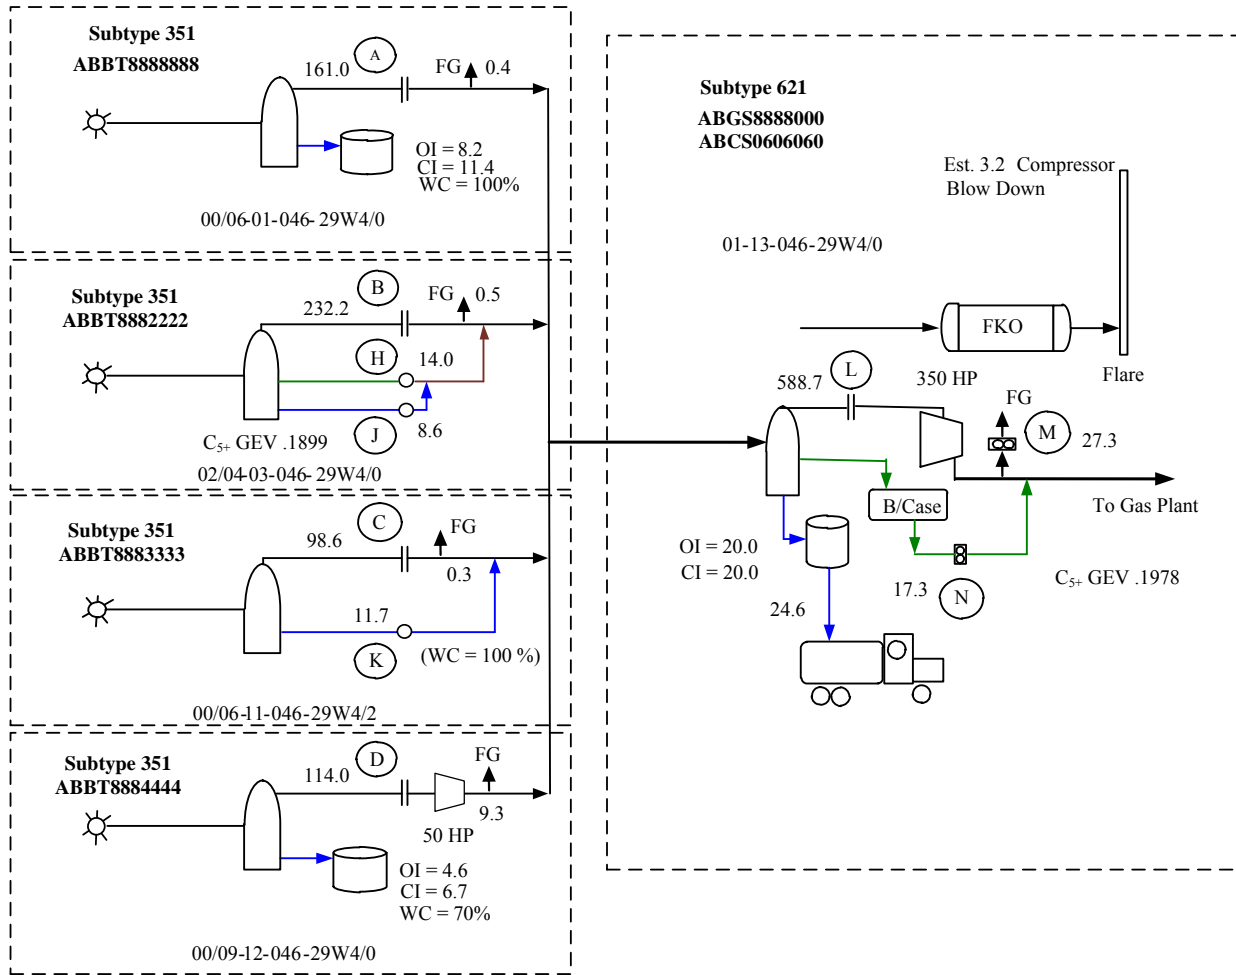 Subtype 351
ABBT8888888
161.0
A
FG
0.4
OI = 8.2
CI = 11.4
WC = 100%
00/06-01-046-29W4/0
Subtype 351
ABBT8882222
232.2
B
FG
0.5
H
14.0
J
8.6
C5+ GEV .1899
02/04-03-046-29W4/0
Subtype 351
ABBT8883333
98.6
C
FG
0.3
11.7
K
(WC = 100 %)
00/06-11-046-29W4/2
Subtype 351
ABBT8884444
114.0
D
FG
9.3
50 HP
OI = 4.6
CI = 6.7
WC = 70%
00/09-12-046-29W4/0
Subtype 621
ABGS8888000
ABCS0606060
Est. 3.2 Compressor
Blow Down
01-13-046-29W4/0
FKO
Flare
588.7
L
350 HP
FG
M
27.3
To Gas Plant
B/Case
OI = 20.0
CI = 20.0
17.3
N
C5+ GEV .1978
24.6